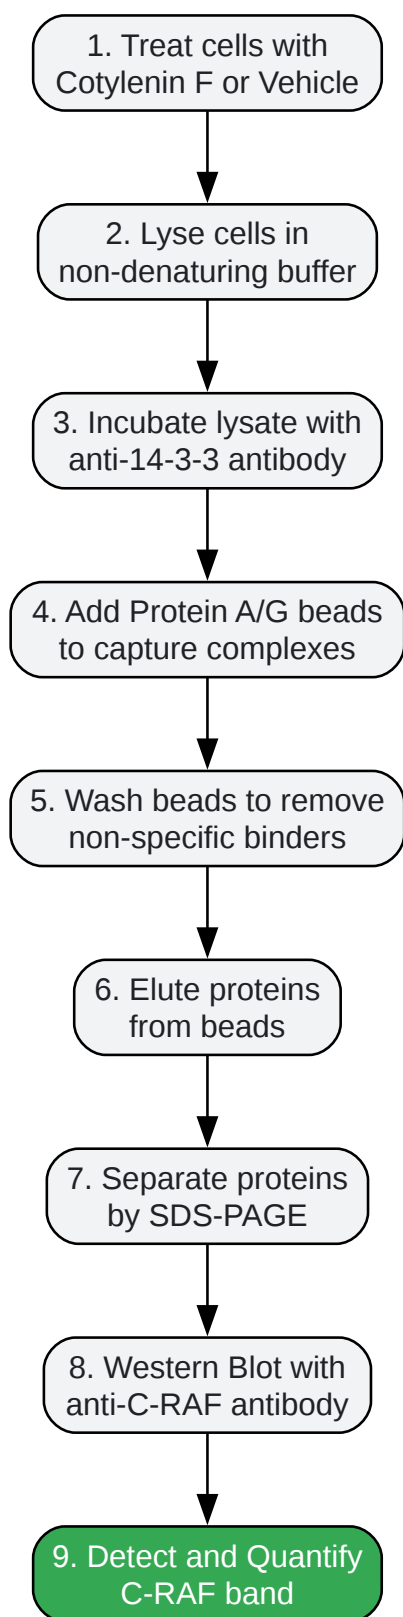 1. Treat cells with
Cotylenin F or Vehicle
2. Lyse cells in
non-denaturing buffer
3. Incubate lysate with
anti-14-3-3 antibody
4. Add Protein A/G beads
to capture complexes
5. Wash beads to remove
non-specific binders
6. Elute proteins
from beads
7. Separate proteins
by SDS-PAGE
8. Western Blot with
anti-C-RAF antibody
9. Detect and Quantify
C-RAF band